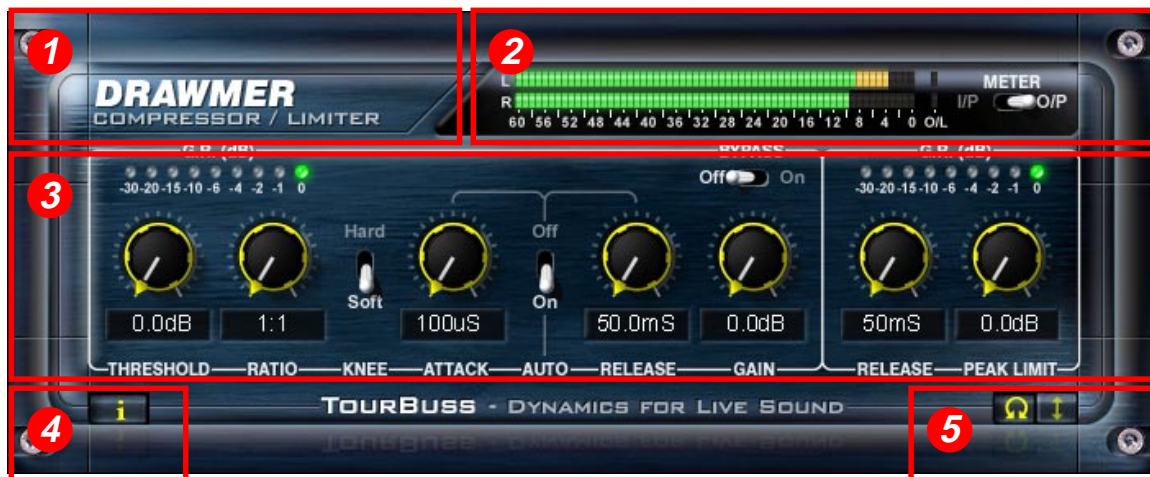 1
2
DRAWMER
COMPRESSOR / LIMITER
L
R
60 56 52 48 44 40 36 32 28 24 20 16 12 8 4 0 O/L
METER
I/P O/P
3
G.R. (dB)
-30 -20 -15 -10 -6 -4 -2 -1 0
BYPASS
Off On
G.R. (dB)
-30 -20 -15 -10 -6 -4 -2 -1 0
Hard
Soft
Off
On
0.0dB 1:1 100uS 50.0mS 0.0dB 50mS 0.0dB
THRESHOLD RATIO KNEE ATTACK AUTO RELEASE GAIN RELEASE PEAK LIMIT
4
i
TOURBUSS - DYNAMICS FOR LIVE SOUND
5